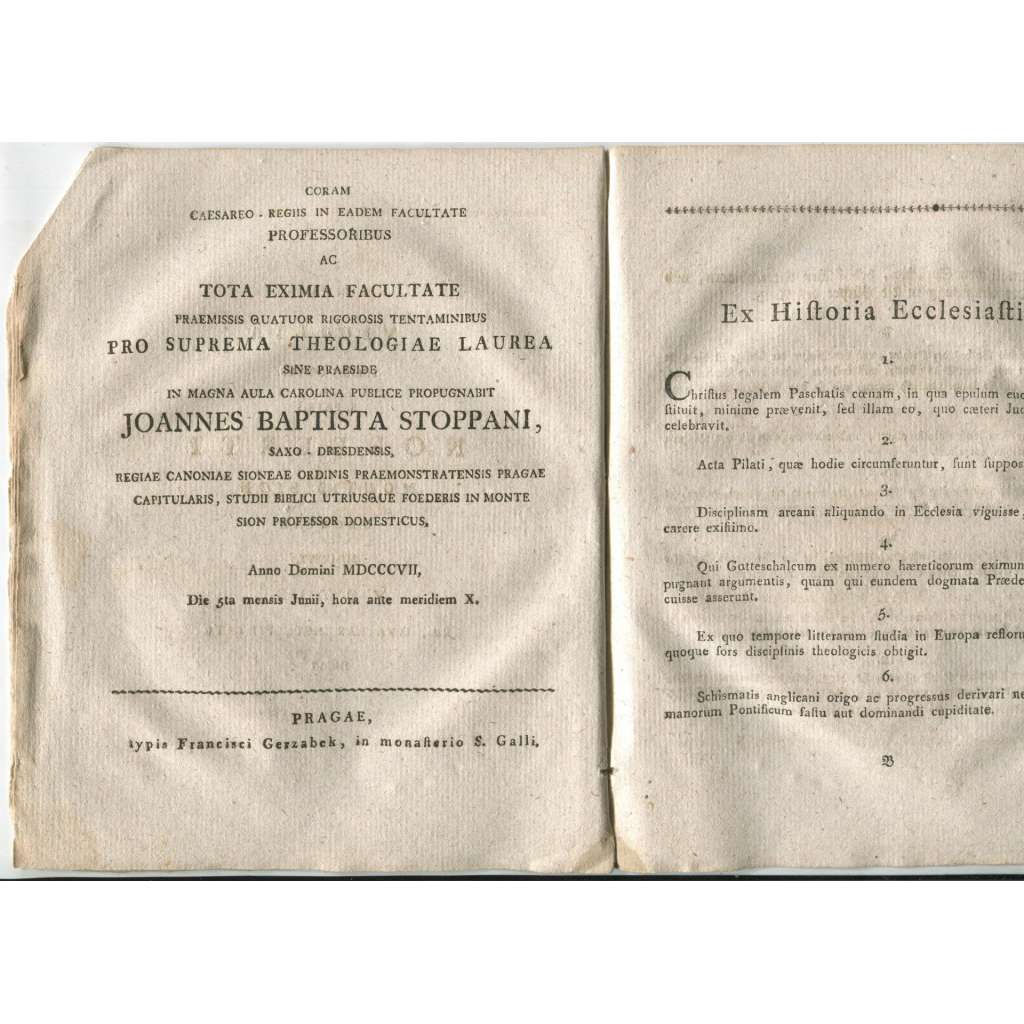 CORAM
CAESAREO - REGIIS IN EADEM FACULTATE
PROFESSORIBUS
AC
TOTA EXIMIA FACULTATE
PRAEMISSIS QUATUOR RIGOROSIS TENTAMINIBUS
PRO SUPREMA THEOLOGIAE LAUREA
SINE PRAESIDE
IN MAGNA AULA CAROLINA PUBLICE PROPUGNABIT
JOANNES BAPTISTA STOPPANI,
SAXO - DRESDENSIS,
REGIAE CANONIAE SIONEAE ORDINIS PRAEMONSTRATENSIS PRAGAE
CAPITULARIS, STUDII BIBLICI UTRIUSQUE FOEDERIS IN MONTE
SION PROFESSOR DOMESTICUS,
Anno Domini MDCCCVII,
Die 5ta mensis Junii, hora ante meridiem X.
PRAGAE,
typis Francisci Gerzabek, in monaſterio S. Galli.
Ex Hiſtoria Eccleſiaſti
1.
Chriſtus legalem Paſchatis cœnam, in qua epulum euc
ſtituit, minime prævenit, ſed illam eo, quo cæteri Jud
celebravit.
2.
Acta Pilati, quæ hodie circumferuntur, ſunt ſuppoſ
3.
Diſciplinam arcani aliquando in Eccleſia viguisse,
carere exiſtimo.
4.
Qui Gotteſchalcum ex numero hæreticorum eximun
pugnant argumentis, quam qui eundem dogmata Præde
cuiſſe asserunt.
5.
Ex quo tempore litterarum ſtudia in Europa reſloru
quoque ſors diſciplinis theologicis obtigit.
6.
Schiſmatis anglicani origo ac progressus derivari ne
manorum Pontificum faſtu aut dominandi cupiditate.
B